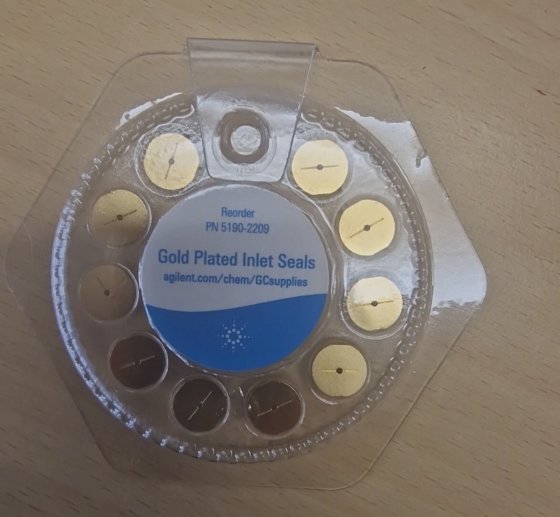 Reorder
PN 5190-2209
Gold Plated Inlet Seals
agilent.com/chem/GCsupplies